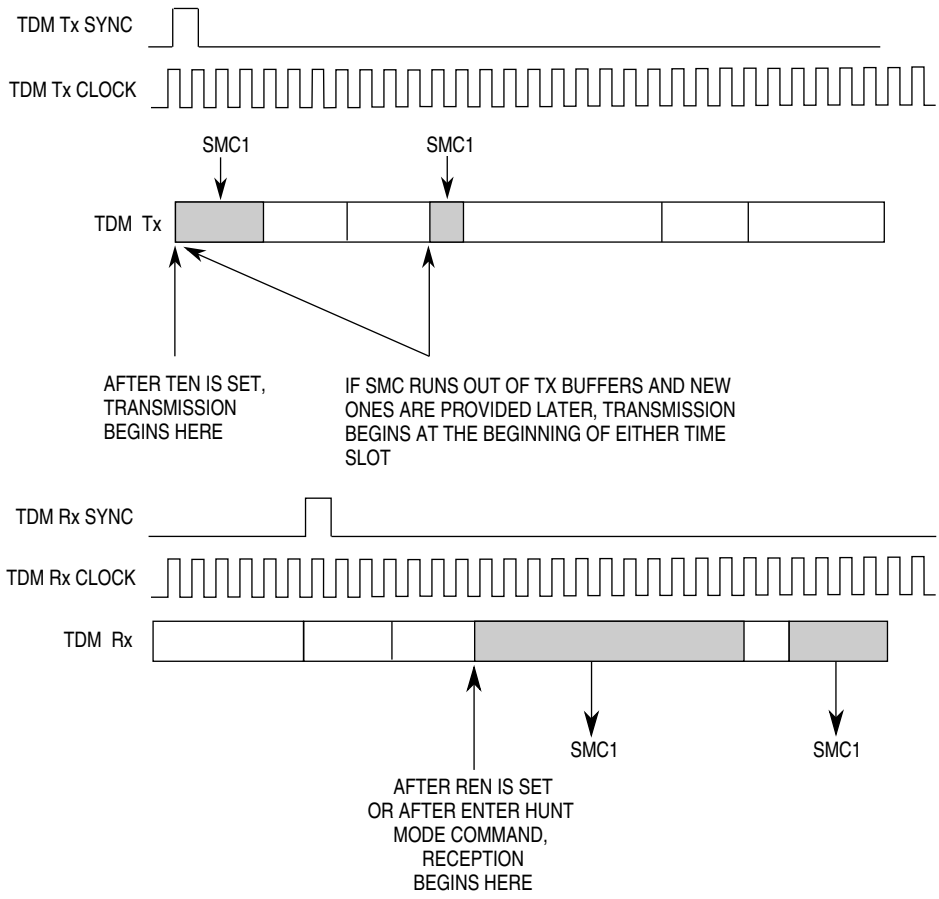 TDM Tx SYNC
TDM Tx CLOCK
SMC1
SMC1
TDM Tx
AFTER TEN IS SET,
TRANSMISSION
BEGINS HERE
IF SMC RUNS OUT OF TX BUFFERS AND NEW
ONES ARE PROVIDED LATER, TRANSMISSION
BEGINS AT THE BEGINNING OF EITHER TIME
SLOT
TDM Rx SYNC
TDM Rx CLOCK
TDM Rx
SMC1
SMC1
AFTER REN IS SET
OR AFTER ENTER HUNT
MODE COMMAND,
RECEPTION
BEGINS HERE